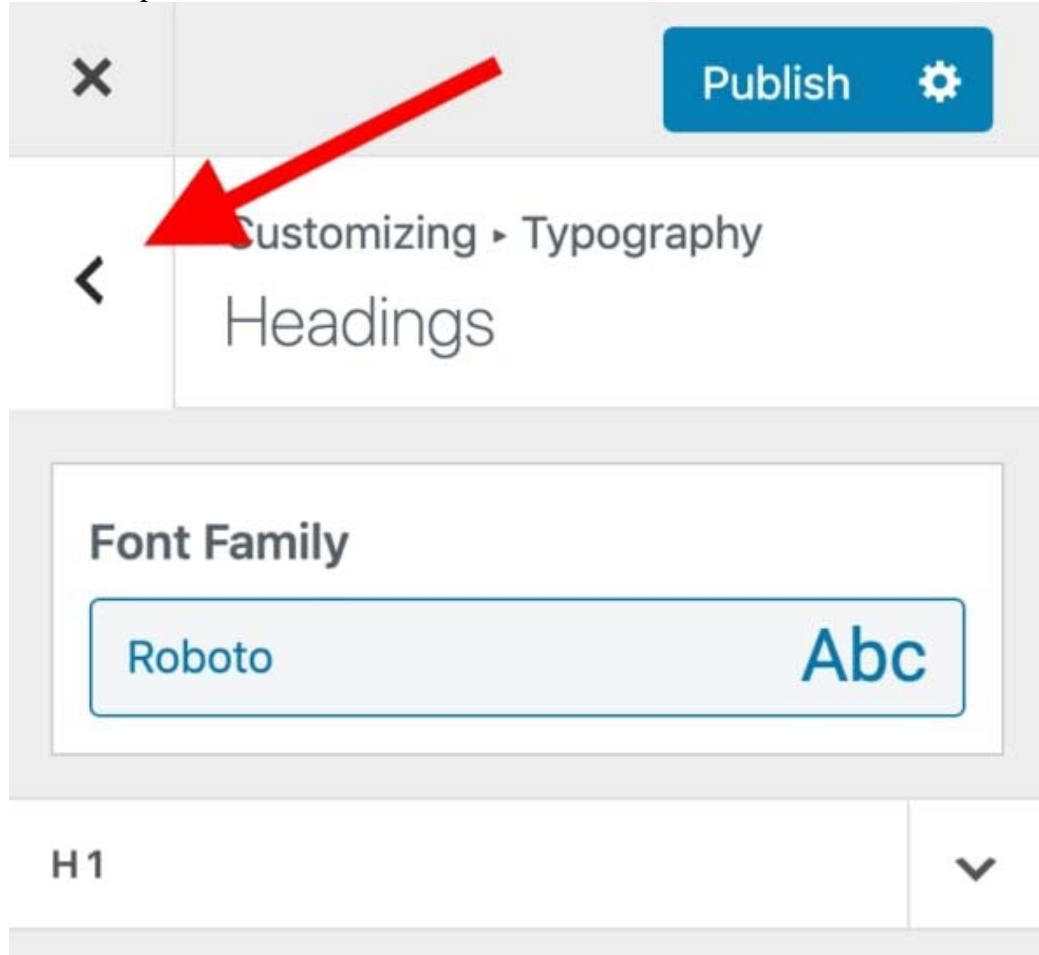 Publish
Customizing ▸ Typography
Headings
Font Family
Roboto Abc
H1